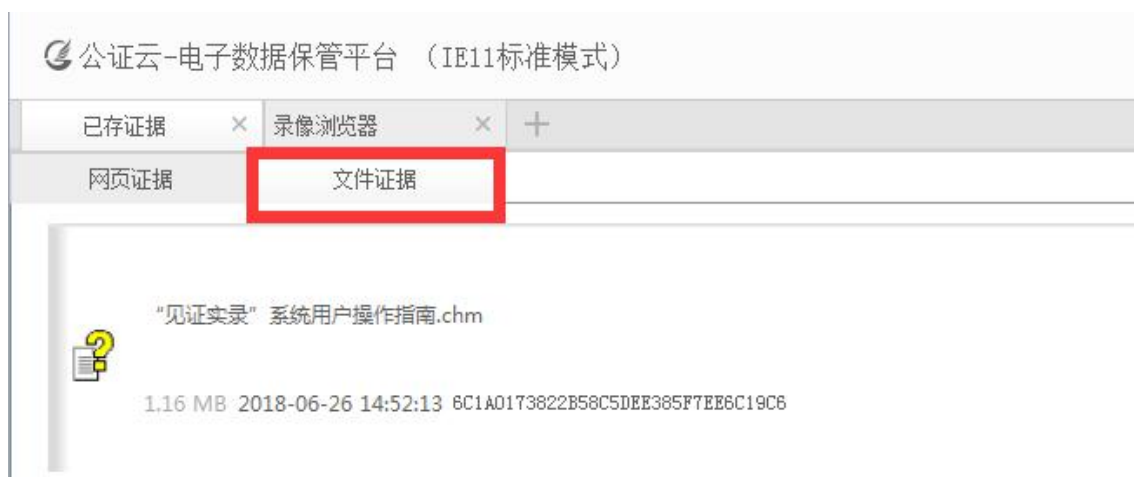 公证云-电子数据保管平台 （IE11标准模式）
已存证据 × 录像浏览器 × +
网页证据 文件证据
“见证实录”系统用户操作指南.chm
1.16 MB 2018-06-26 14:52:13 6C1A0173822B58C5DEE385F7EE6C19C6